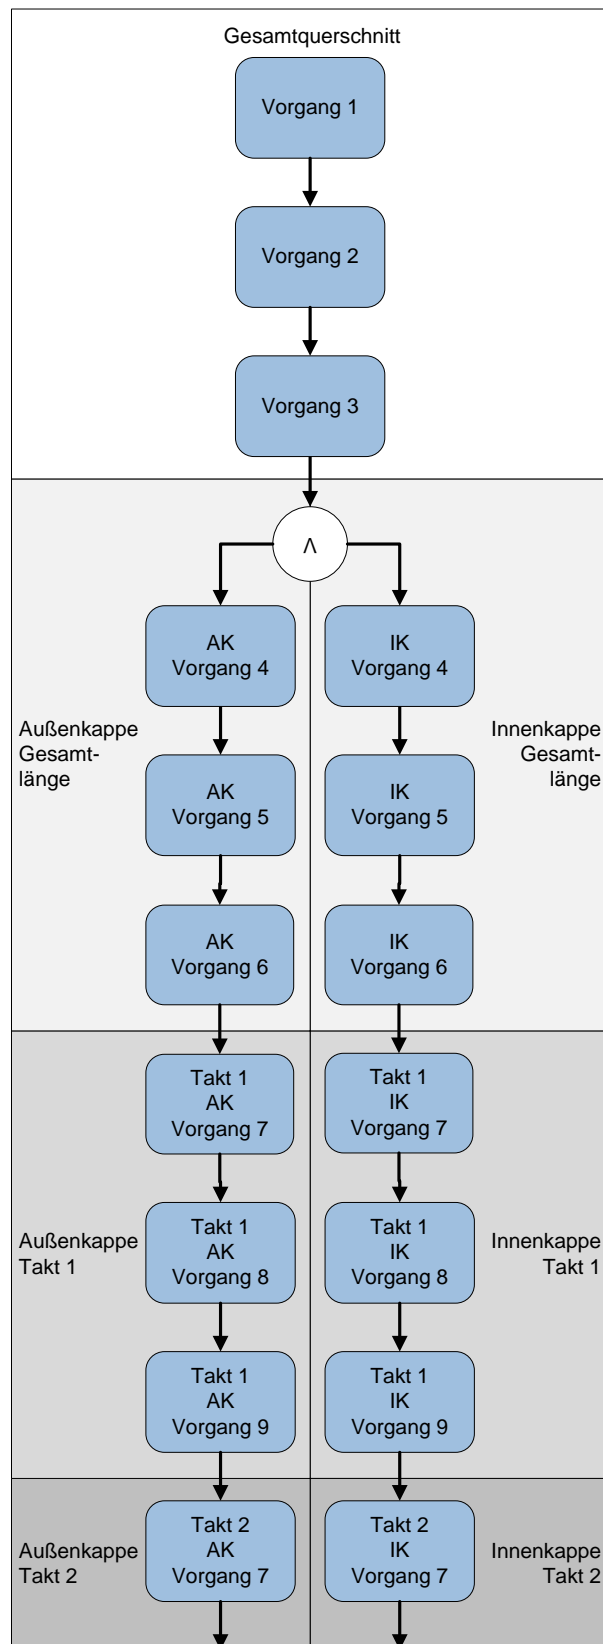 Gesamtquerschnitt
Vorgang 1
Vorgang 2
Vorgang 3
Λ
AK
Vorgang 4
IK
Vorgang 4
Außenkappe
Gesamt-
länge
Innenkappe
Gesamt-
länge
AK
Vorgang 5
IK
Vorgang 5
AK
Vorgang 6
IK
Vorgang 6
Takt 1
AK
Vorgang 7
Takt 1
IK
Vorgang 7
Außenkappe
Takt 1
Takt 1
AK
Vorgang 8
Takt 1
IK
Vorgang 8
Innenkappe
Takt 1
Takt 1
AK
Vorgang 9
Takt 1
IK
Vorgang 9
Außenkappe
Takt 2
Takt 2
AK
Vorgang 7
Takt 2
IK
Vorgang 7
Innenkappe
Takt 2